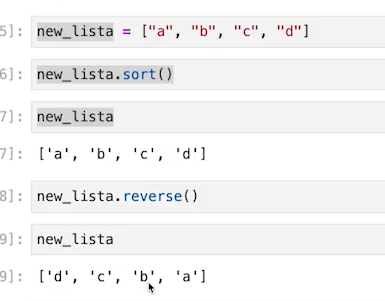 5]: new_lista = ["a", "b", "c", "d"]
6]: new_lista.sort()
7]: new_lista
7]: ['a', 'b', 'c', 'd']
8]: new_lista.reverse()
9]: new_lista
9]: ['d', 'c', 'b', 'a']